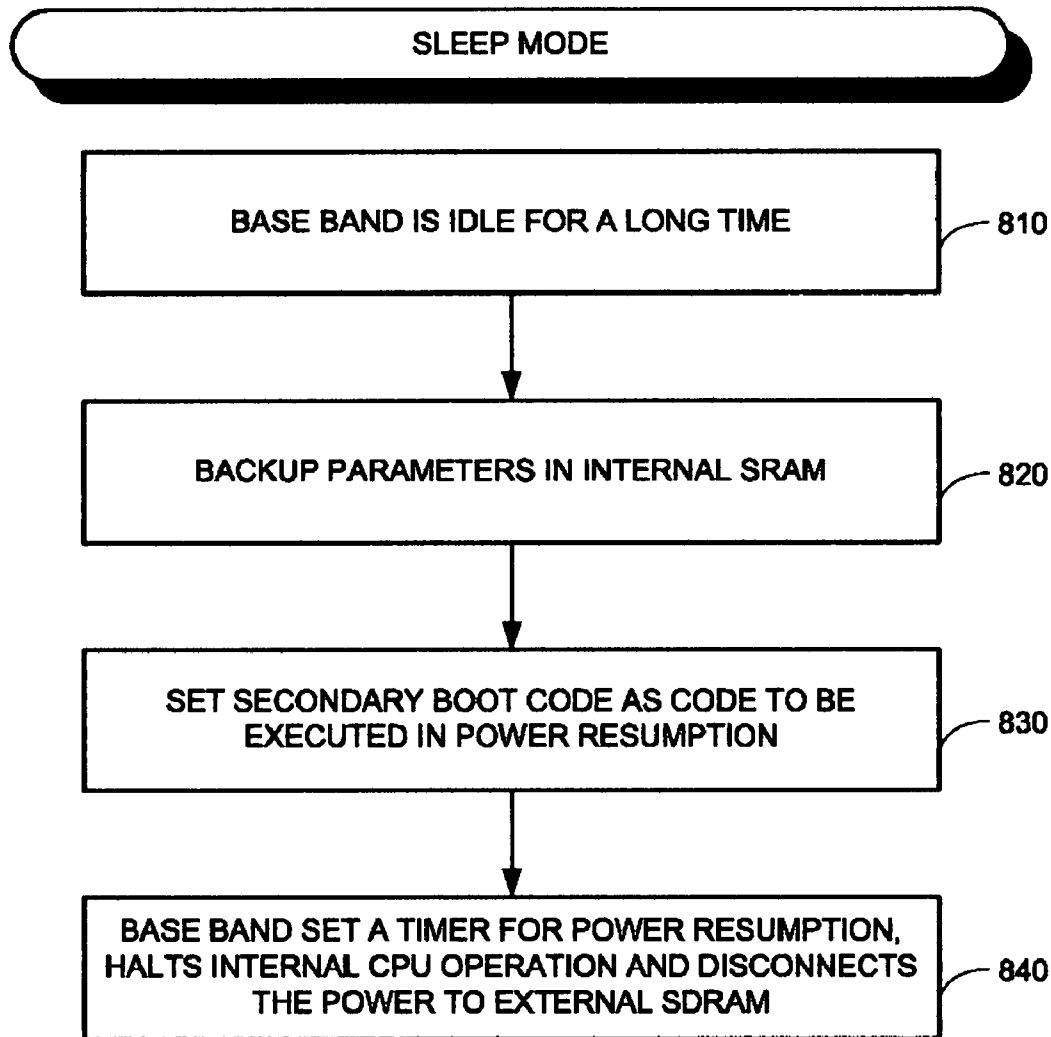 SLEEP MODE
BASE BAND IS IDLE FOR A LONG TIME
810
BACKUP PARAMETERS IN INTERNAL SRAM
820
SET SECONDARY BOOT CODE AS CODE TO BE
EXECUTED IN POWER RESUMPTION
830
BASE BAND SET A TIMER FOR POWER RESUMPTION,
HALTS INTERNAL CPU OPERATION AND DISCONNECTS
THE POWER TO EXTERNAL SDRAM
840